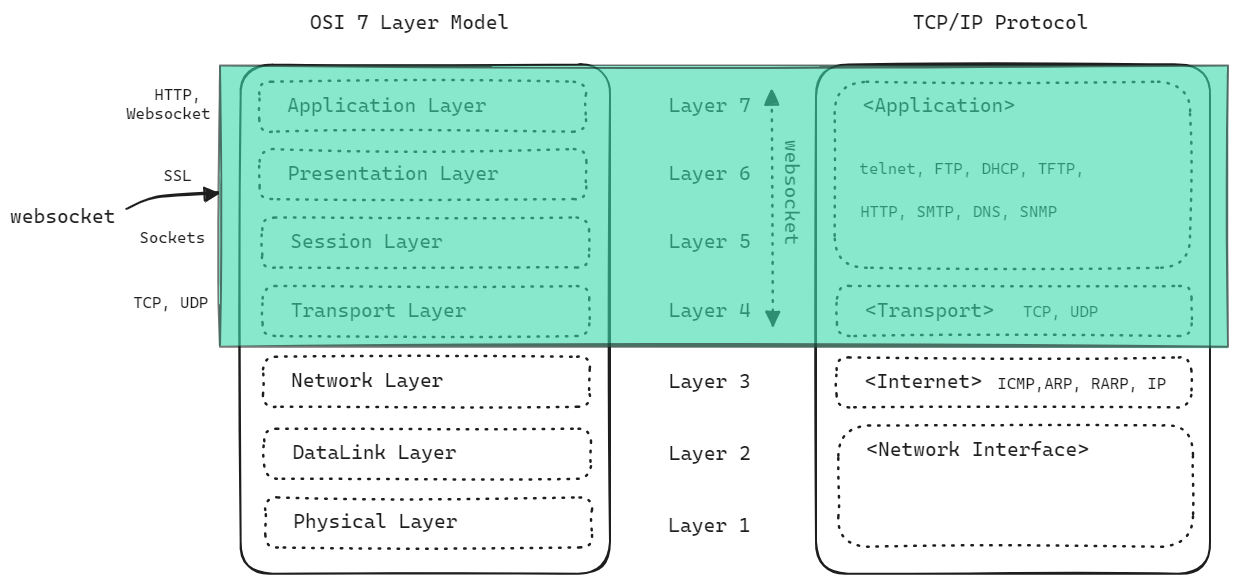 OSI 7 Layer Model
TCP/IP Protocol
HTTP,
Websocket
Application Layer
Layer 7
<Application>
websocket
SSL
Presentation Layer
Layer 6
telnet, FTP, DHCP, TFTP,
websocket
HTTP, SMTP, DNS, SNMP
Sockets
Session Layer
Layer 5
TCP, UDP
Transport Layer
Layer 4
<Transport> TCP, UDP
Network Layer
Layer 3
<Internet> ICMP,ARP, RARP, IP
DataLink Layer
Layer 2
<Network Interface>
Physical Layer
Layer 1